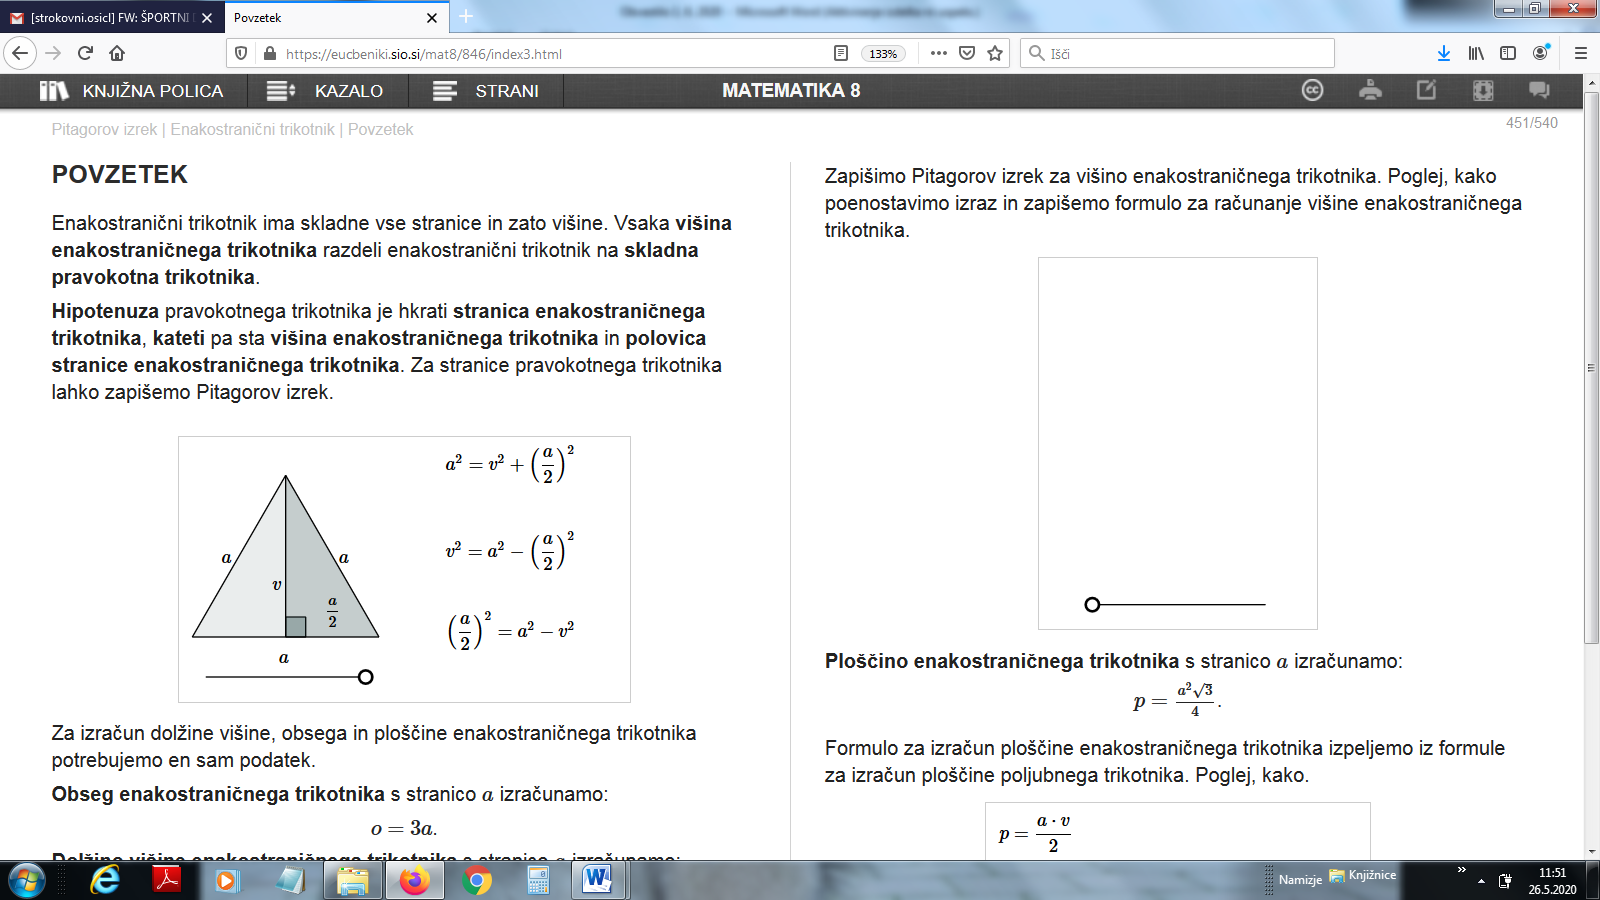 [strokovni.osicl] FW: ŠPORTNI
Povzetek
https://eucbeniki.sio.si/mat8/846/index3.html
133%
Išči
KNJIŽNA POLICA
KAZALO
STRANI
MATEMATIKA 8
Pitagorov izrek | Enakostranični trikotnik | Povzetek
451/540
POVZETEK
Enakostranični trikotnik ima skladne vse stranice in zato višine. Vsaka višina
enakostraničnega trikotnika razdeli enakostranični trikotnik na skladna
pravokotna trikotnika.
Hipotenuza pravokotnega trikotnika je hkrati stranica enakostraničnega
trikotnika, kateti pa sta višina enakostraničnega trikotnika in polovica
stranice enakostraničnega trikotnika. Za stranice pravokotnega trikotnika
lahko zapišemo Pitagorov izrek.
a² = v² + (a/2)²
v² = a² − (a/2)²
(a/2)² = a² − v²
a
a
v
a/2
a
Za izračun dolžine višine, obsega in ploščine enakostraničnega trikotnika
potrebujemo en sam podatek.
Obseg enakostraničnega trikotnika s stranico a izračunamo:
o = 3a.
Dolžino višine enakostraničnega trikotnika s stranico a izračunamo:
Zapišimo Pitagorov izrek za višino enakostraničnega trikotnika. Poglej, kako
poenostavimo izraz in zapišemo formulo za računanje višine enakostraničnega
trikotnika.
Ploščino enakostraničnega trikotnika s stranico a izračunamo:
p = a²√3/4.
Formulo za izračun ploščine enakostraničnega trikotnika izpeljemo iz formule
za izračun ploščine poljubnega trikotnika. Poglej, kako.
p = a · v/2
Namizje
Knjižnice
»
11:51
26.5.2020